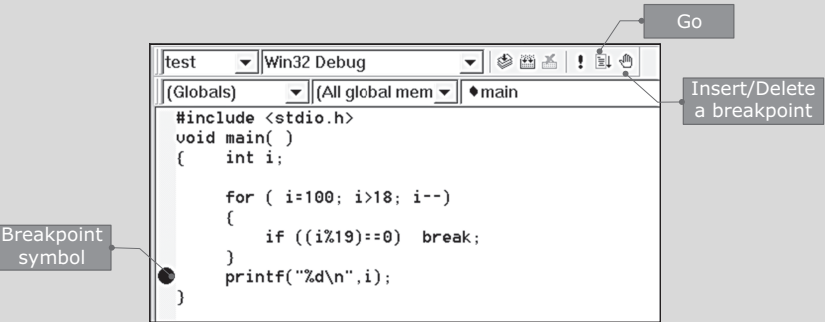 Go
test Win32 Debug
(Globals) (All global mem main
Insert/Delete
a breakpoint
#include <stdio.h>
void main( )
{ int i;
for ( i=100; i>18; i--)
{
if ((i%19)==0) break;
}
Breakpoint
symbol
printf("%d\n",i);
}